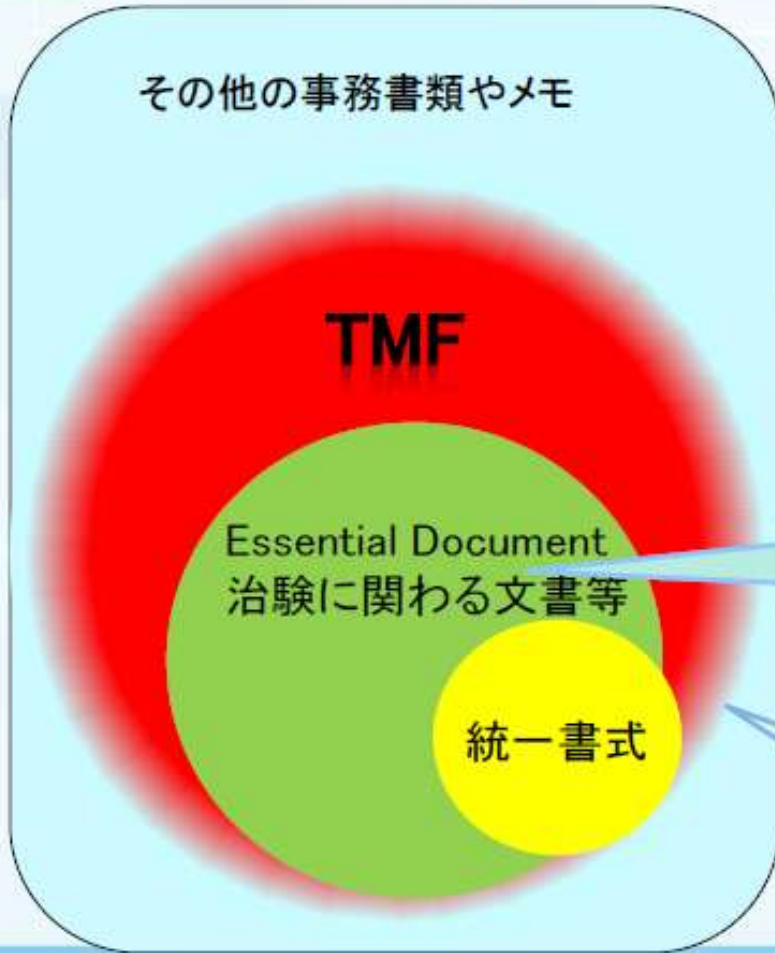 その他の事務書類やメモ
TMF
Essential Document
治験に関わる文書等
統一書式